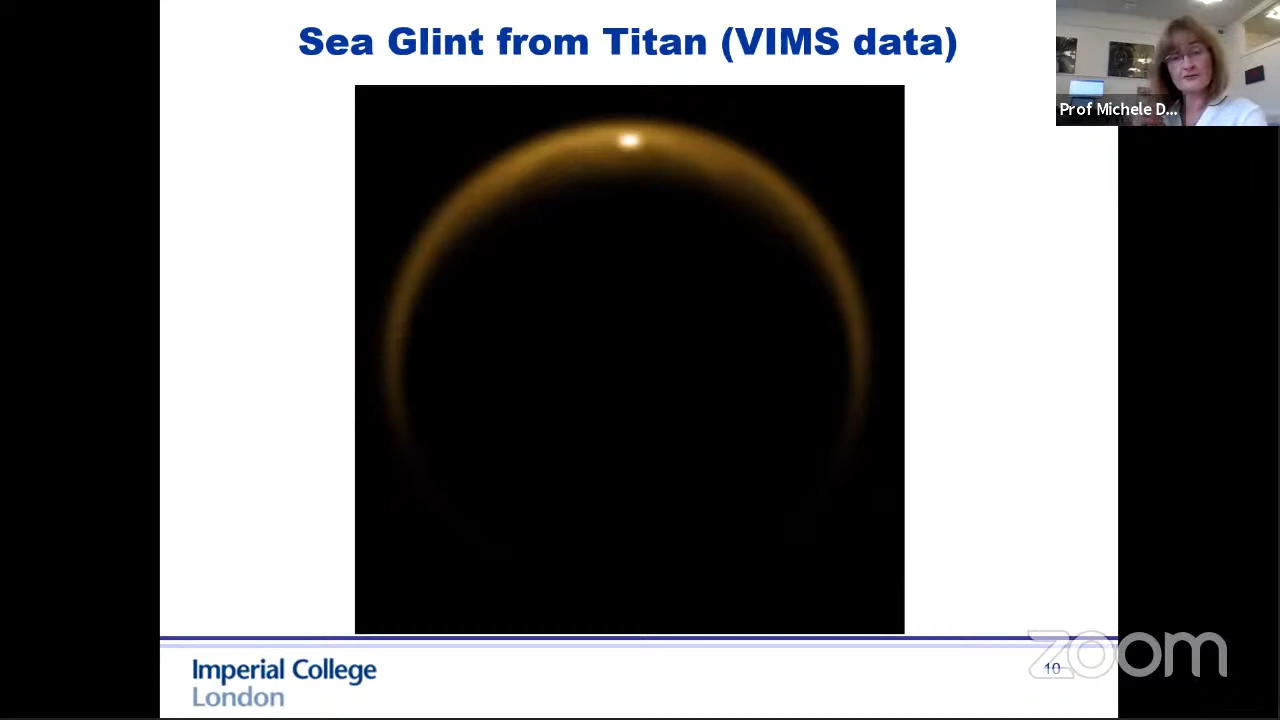 Sea Glint from Titan (VIMS data)
Prof Michele D...
Imperial College
London
10
zoom